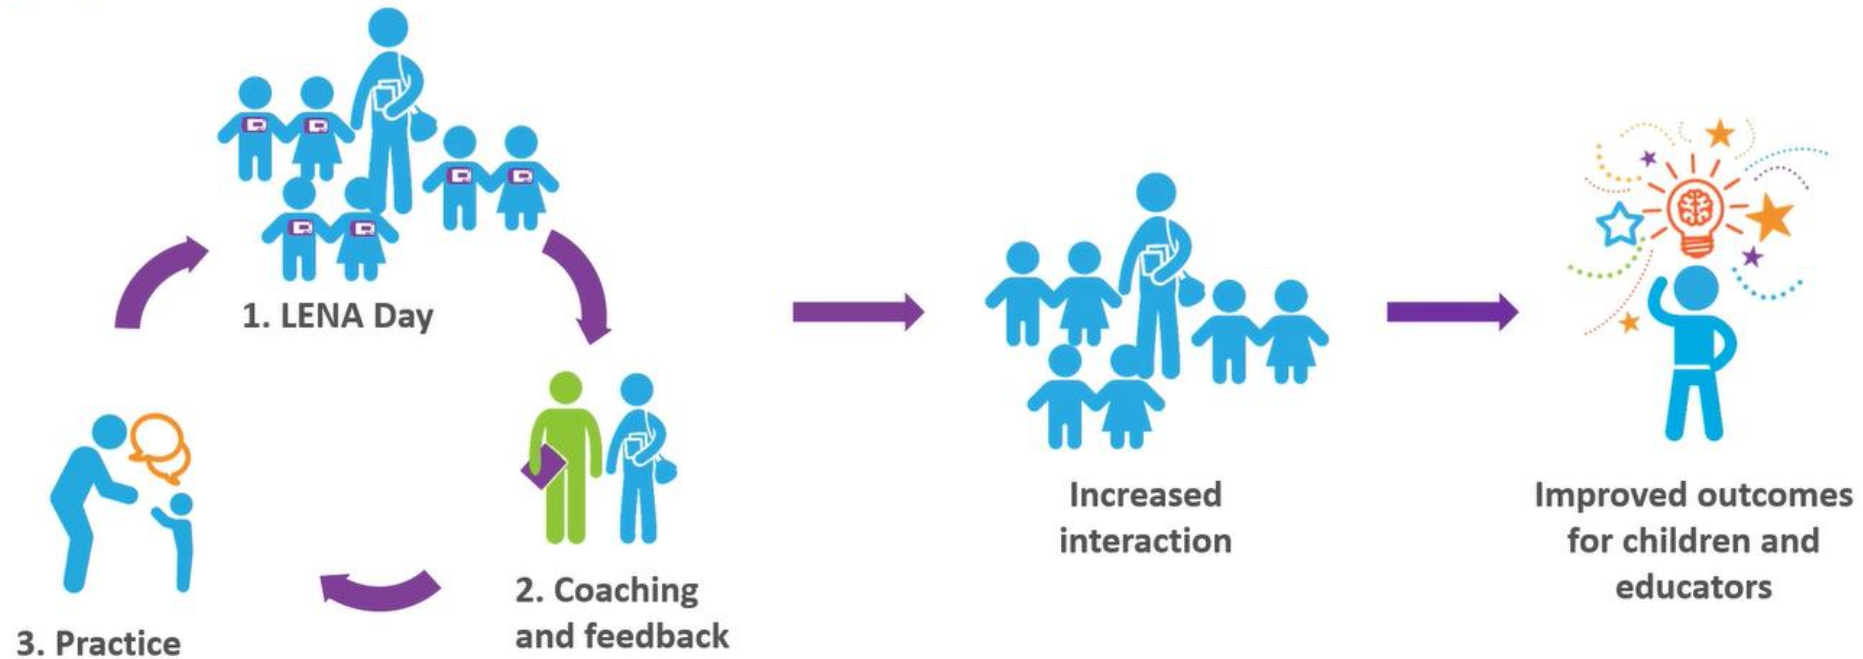 1. LENA Day
2. Coaching
and feedback
3. Practice
Increased
interaction
Improved outcomes
for children and
educators